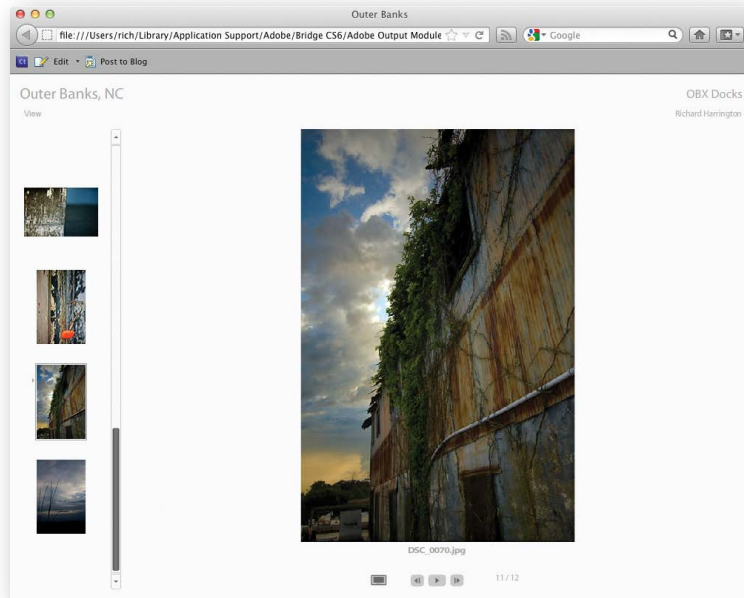 Outer Banks
file:///Users/rich/Library/Application Support/Adobe/Bridge CS6/Adobe Output Module
Google
Ct Edit Post to Blog
Outer Banks, NC
OBX Docks
View
Richard Harrington
DSC_0070.jpg
11 / 12